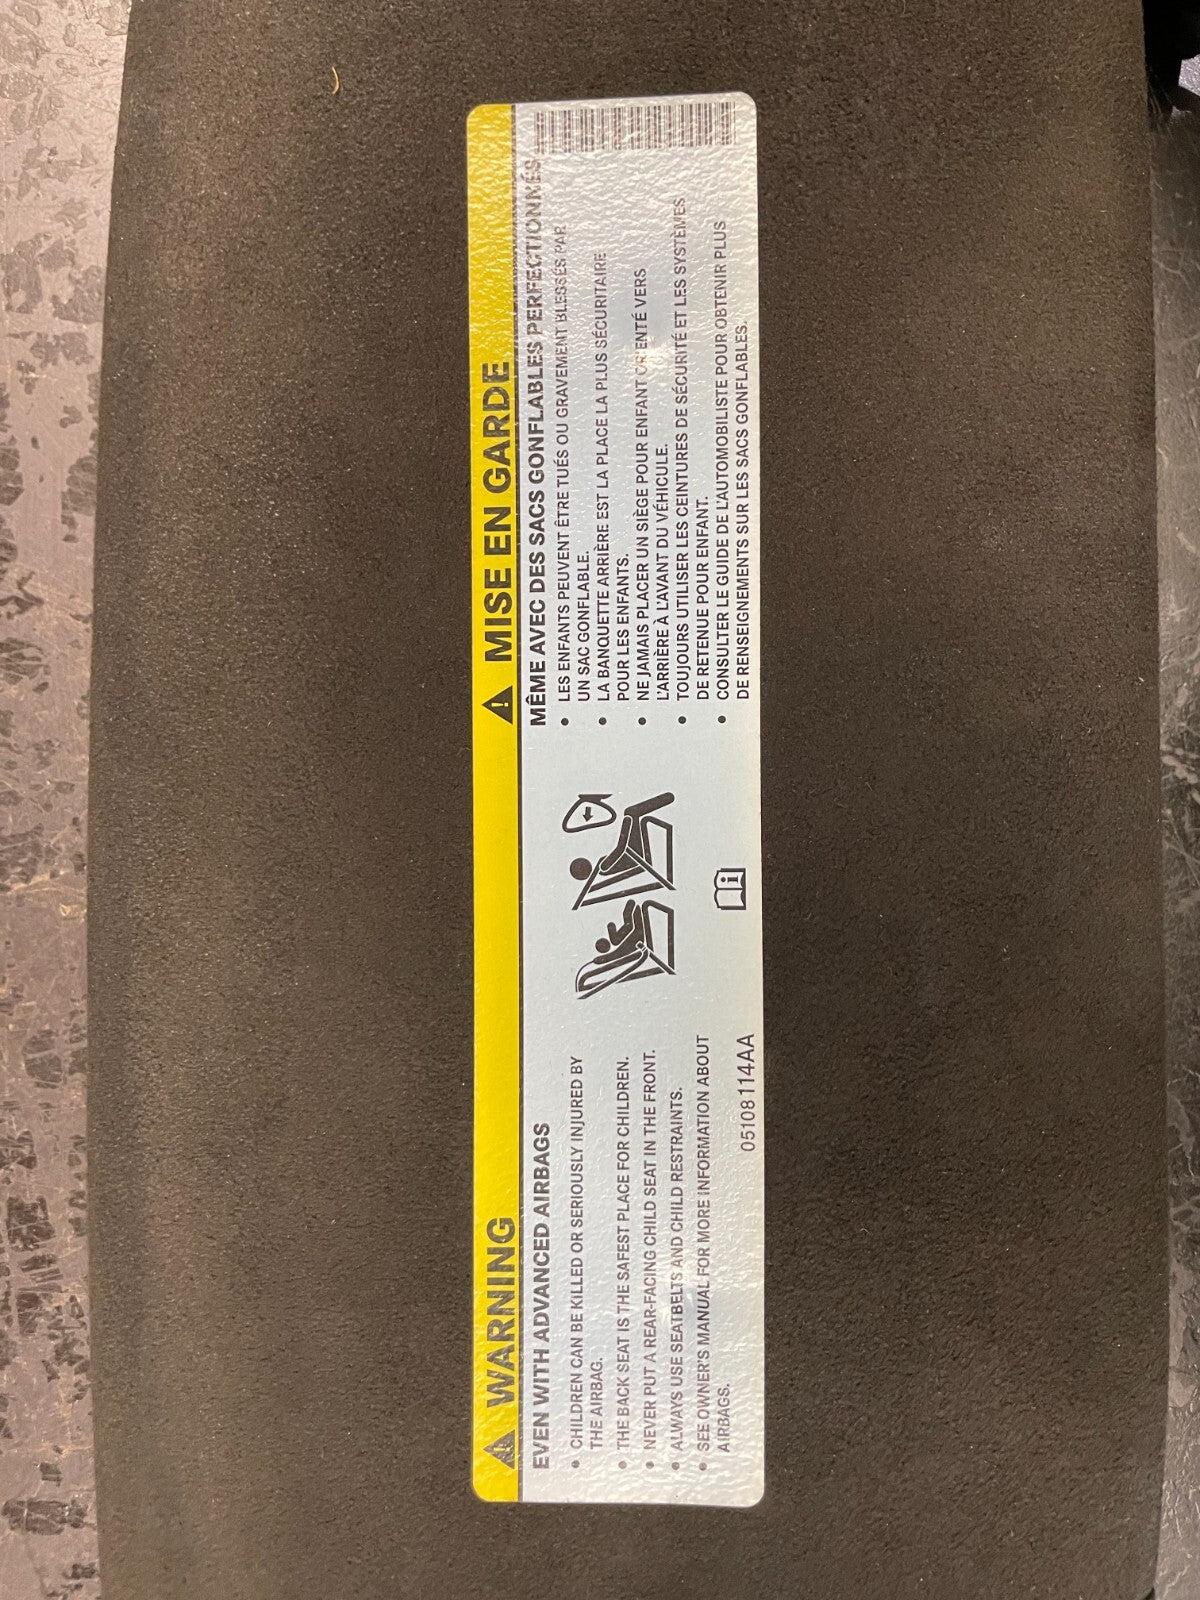 WARNING
EVEN WITH ADVANCED AIRBAGS
• CHILDREN CAN BE KILLED OR SERIOUSLY INJURED BY
THE AIRBAG.
• THE BACK SEAT IS THE SAFEST PLACE FOR CHILDREN.
• NEVER PUT A REAR-FACING CHILD SEAT IN THE FRONT.
• ALWAYS USE SEATBELTS AND CHILD RESTRAINTS.
• SEE OWNER'S MANUAL FOR MORE INFORMATION ABOUT
AIRBAGS.
05108114AA
MISE EN GARDE
MÊME AVEC DES SACS GONFLABLES PERFECTIONNÉS
• LES ENFANTS PEUVENT ÊTRE TUÉS OU GRAVEMENT BLESSÉS PAR
UN SAC GONFLABLE.
• LA BANQUETTE ARRIÈRE EST LA PLACE LA PLUS SÉCURITAIRE
POUR LES ENFANTS.
• NE JAMAIS PLACER UN SIÈGE POUR ENFANT ORIENTÉ VERS
L'ARRIÈRE À L'AVANT DU VÉHICULE.
• TOUJOURS UTILISER LES CEINTURES DE SÉCURITÉ ET LES SYSTÈMES
DE RETENUE POUR ENFANT.
• CONSULTER LE GUIDE DE L'AUTOMOBILISTE POUR OBTENIR PLUS
DE RENSEIGNEMENTS SUR LES SACS GONFLABLES.